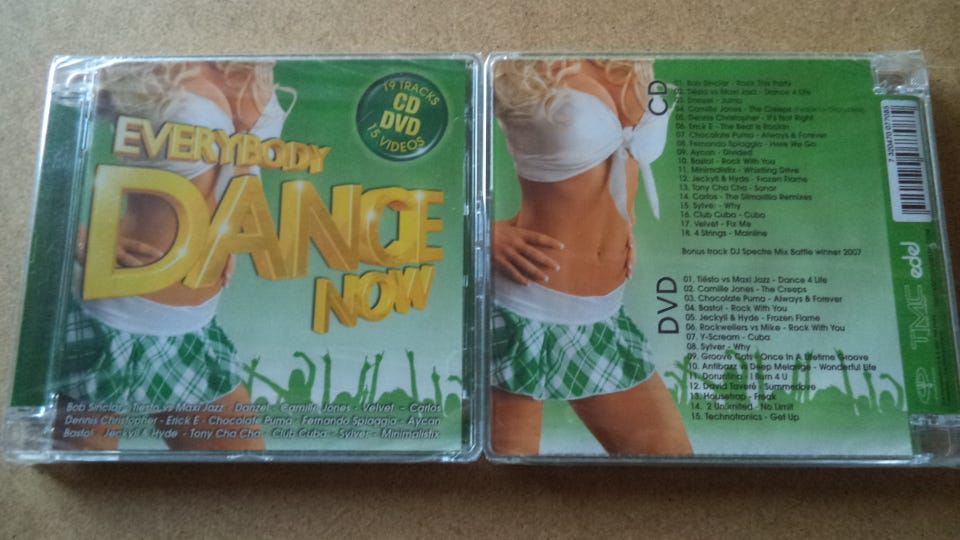 19 TRACKS
CD
DVD
15 VIDEOS
EVERYBODY
DANCE
NOW
Bob Sinclar - Tiësto vs Maxi Jazz - Danzel - Camille Jones - Velvet - Carlos
Dennis Christopher - Erick E - Chocolate Puma - Fernando Spiaggio - Aycan
Basto! - Jeckyll & Hyde - Tony Cha Cha - Club Cuba - Sylver - Minimalistix
CD
01. Bob Sinclar - Rock This Party
02. Tiësto vs Maxi Jazz - Dance 4 Life
03. Danzel - Jump
04. Camille Jones - The Creeps
05. Dennis Christopher - It's Not Right
06. Erick E - The Beat Is Rockin
07. Chocolate Puma - Always & Forever
08. Fernando Spiaggio - Here We Go
09. Aycan - Divided
10. Basto! - Rock With You
11. Minimalistix - Whistling Drive
12. Jeckyll & Hyde - Frozen Flame
13. Tony Cha Cha - Sonar
14. Carlos - The Silmarillia Remixes
15. Sylver - Why
16. Club Cuba - Cuba
17. Velvet - Fix Me
18. 4 Strings - Mainline
Bonus track DJ Spectre Mix Battle winner 2007
DVD
01. Tiësto vs Maxi Jazz - Dance 4 Life
02. Camille Jones - The Creeps
03. Chocolate Puma - Always & Forever
04. Basto! - Rock With You
05. Jeckyll & Hyde - Frozen Flame
06. Rockwellers vs Mike - Rock With You
07. Y-Scream - Cuba
08. Sylver - Why
09. Groove Cats - Once In A Lifetime Groove
10. Antibazz vs Deep Melange - Wonderful Life
11. Doruntina - I Burn 4 U
12. David Taveré - Summerlove
13. Housetrap - Freak
14. 2 Unlimited - No Limit
15. Technotronics - Get Up
TMC
edel